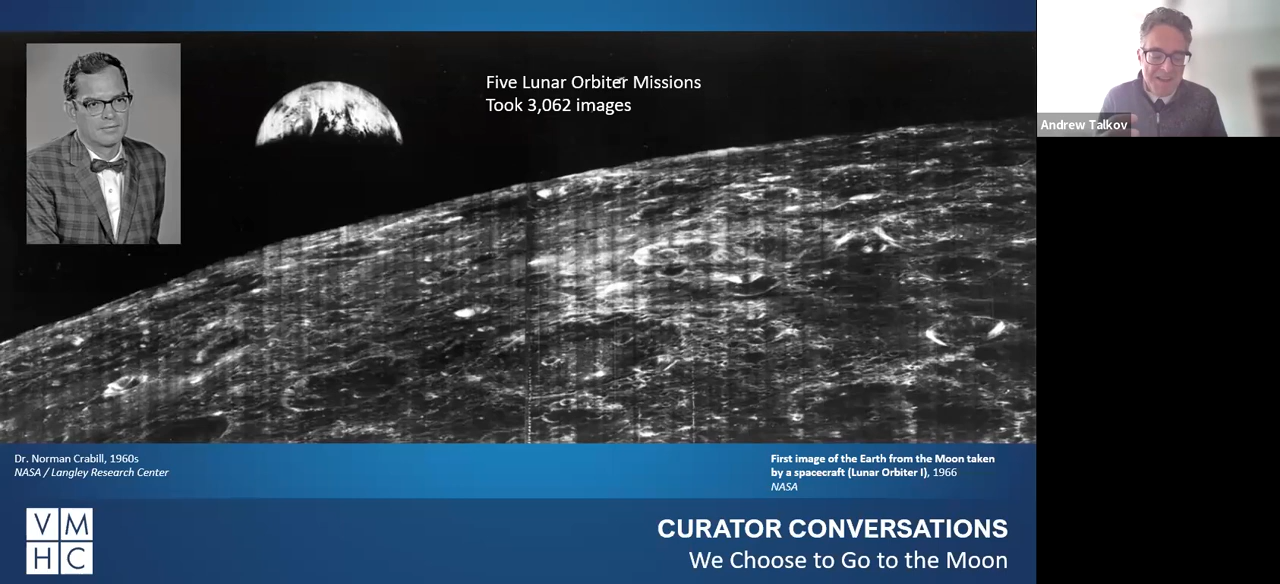 Five Lunar Orbiter Missions
Took 3,062 images
Andrew Talkov
Dr. Norman Crabill, 1960s
NASA / Langley Research Center
First image of the Earth from the Moon taken
by a spacecraft (Lunar Orbiter I), 1966
NASA
VM
HC
CURATOR CONVERSATIONS
We Choose to Go to the Moon